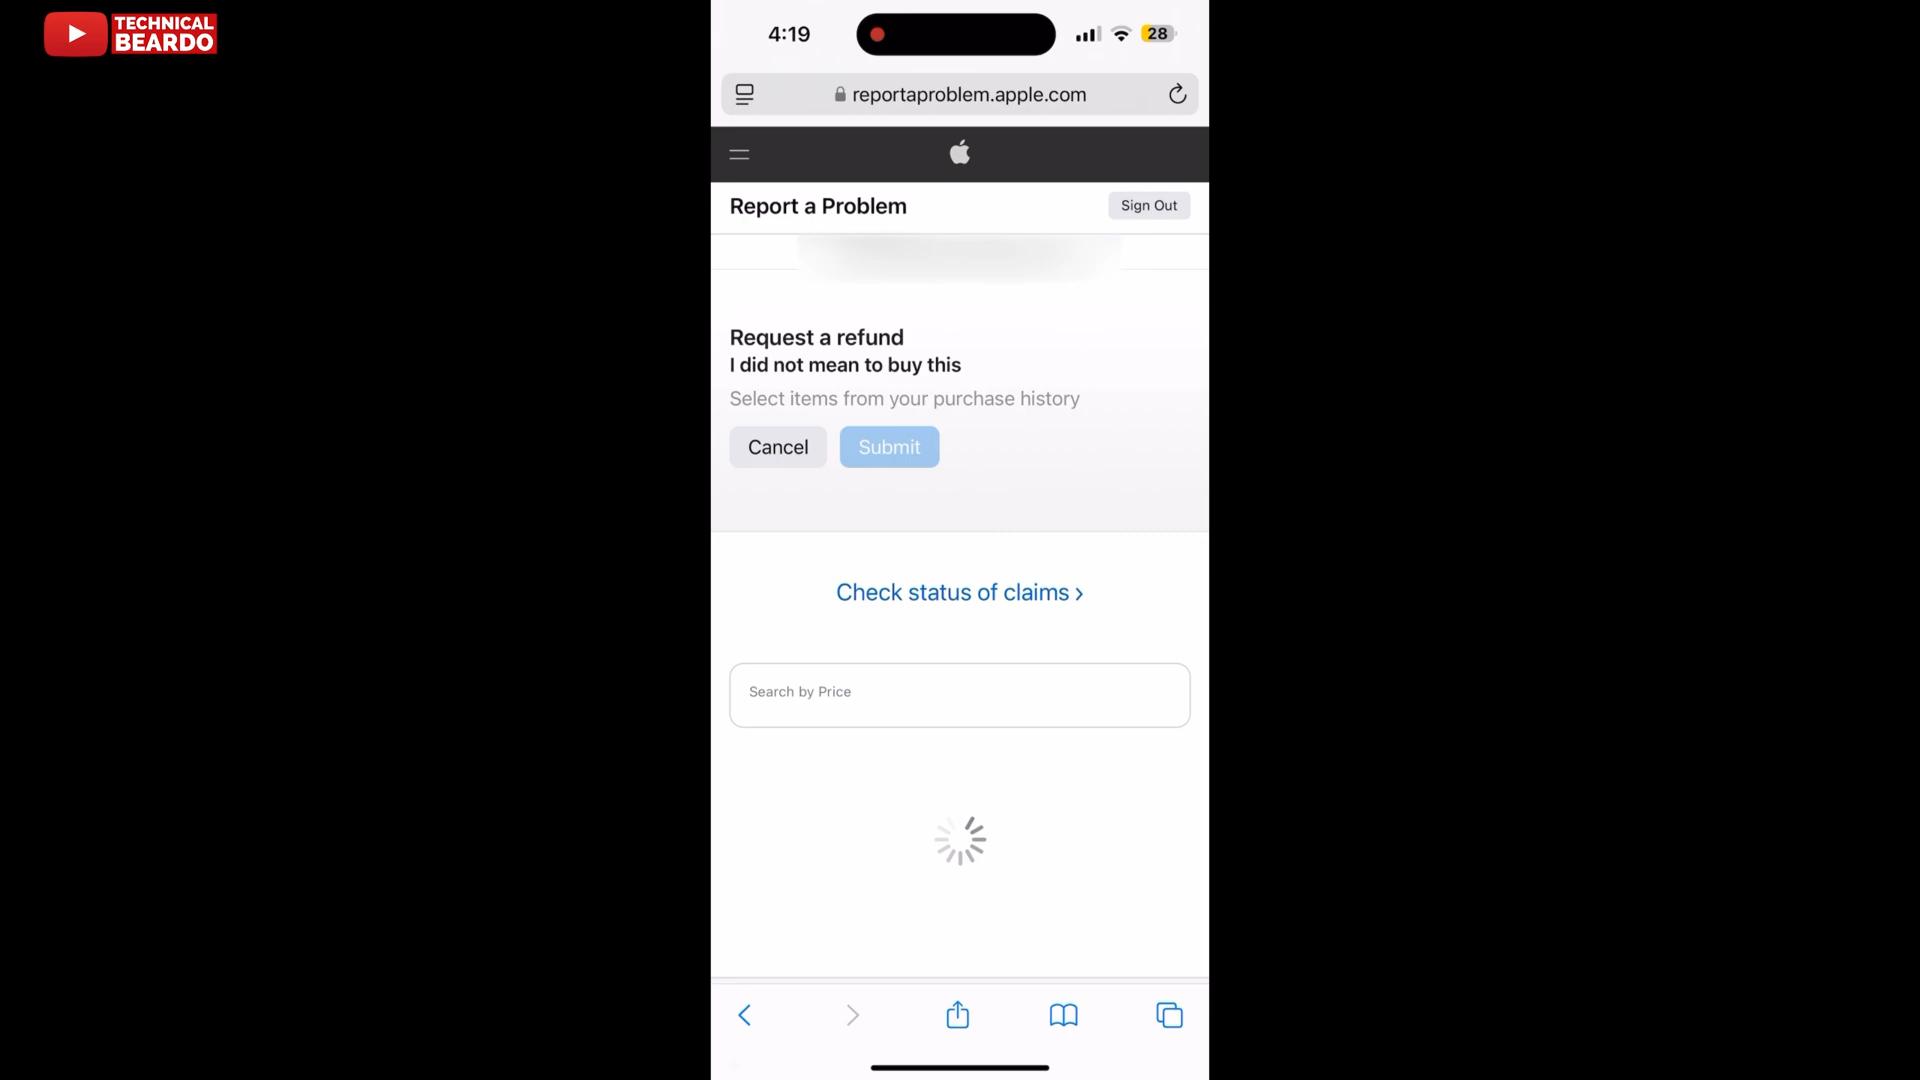 TECHNICAL
BEARDO
4:19
28
reportaproblem.apple.com
Report a Problem
Sign Out
Request a refund
I did not mean to buy this
Select items from your purchase history
Cancel
Submit
Check status of claims ›
Search by Price